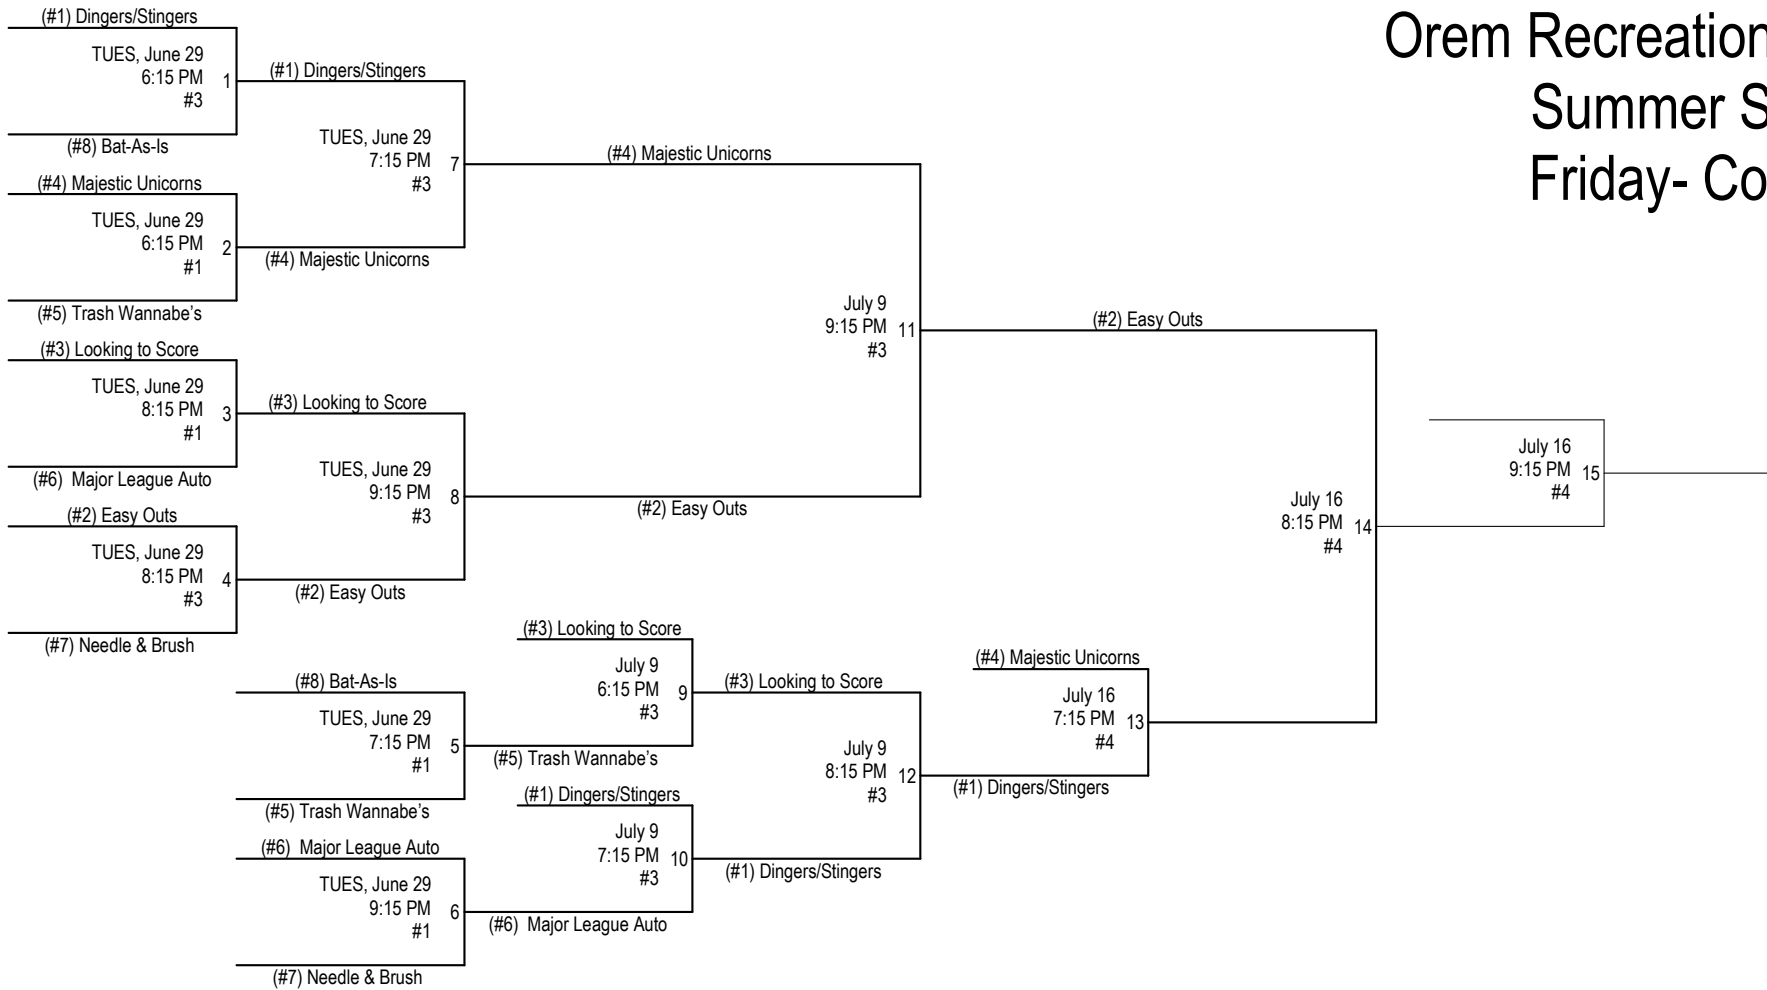 Orem Recreation
Summer S
Friday- Co
(#1) Dingers/Stingers
TUES, June 29
6:15 PM
1
#3
(#8) Bat-As-Is
(#4) Majestic Unicorns
TUES, June 29
6:15 PM
2
#1
(#5) Trash Wannabe's
(#3) Looking to Score
TUES, June 29
8:15 PM
3
#1
(#6) Major League Auto
(#2) Easy Outs
TUES, June 29
8:15 PM
4
#3
(#7) Needle & Brush
(#1) Dingers/Stingers
TUES, June 29
7:15 PM
7
#3
(#4) Majestic Unicorns
(#3) Looking to Score
TUES, June 29
9:15 PM
8
#3
(#2) Easy Outs
(#8) Bat-As-Is
TUES, June 29
7:15 PM
5
#1
(#5) Trash Wannabe's
(#6) Major League Auto
TUES, June 29
9:15 PM
6
#1
(#7) Needle & Brush
(#3) Looking to Score
July 9
6:15 PM
9
#3
(#5) Trash Wannabe's
(#1) Dingers/Stingers
July 9
7:15 PM
10
#3
(#6) Major League Auto
(#4) Majestic Unicorns
July 9
9:15 PM
11
#3
(#2) Easy Outs
(#3) Looking to Score
July 9
8:15 PM
12
#3
(#1) Dingers/Stingers
(#4) Majestic Unicorns
July 16
7:15 PM
13
#4
(#1) Dingers/Stingers
(#2) Easy Outs
July 16
8:15 PM
14
#4
July 16
9:15 PM
15
#4